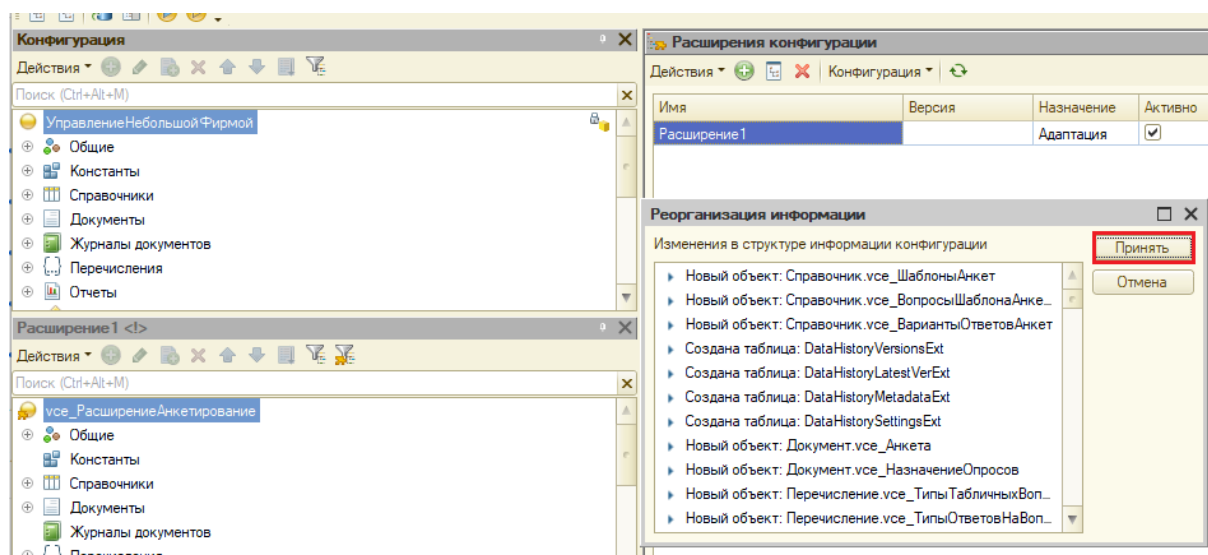 Конфигурация
Действия
Поиск (Ctrl+Alt+M)
УправлениеНебольшойФирмой
Общие
Константы
Справочники
Документы
Журналы документов
Перечисления
Отчеты
Расширение1 <!>
Действия
Поиск (Ctrl+Alt+M)
vce_РасширениеАнкетирование
Общие
Константы
Справочники
Документы
Журналы документов
Расширения конфигурации
Действия Конфигурация
Имя Версия Назначение Активно
Расширение1 Адаптация
Реорганизация информации
Изменения в структуре информации конфигурации
Принять
Отмена
Новый объект: Справочник.vce_ШаблоныАнкет
Новый объект: Справочник.vce_ВопросыШаблонаАнке...
Новый объект: Справочник.vce_ВариантыОтветовАнкет
Создана таблица: DataHistoryVersionsExt
Создана таблица: DataHistoryLatestVerExt
Создана таблица: DataHistoryMetadataExt
Создана таблица: DataHistorySettingsExt
Новый объект: Документ.vce_Анкета
Новый объект: Документ.vce_НазначениеОпросов
Новый объект: Перечисление.vce_ТипыТабличныхВоп...
Новый объект: Перечисление.vce_ТипыОтветовНаВоп...